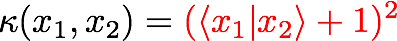 κ(x₁, x₂) = (⟨x₁|x₂⟩ + 1)²